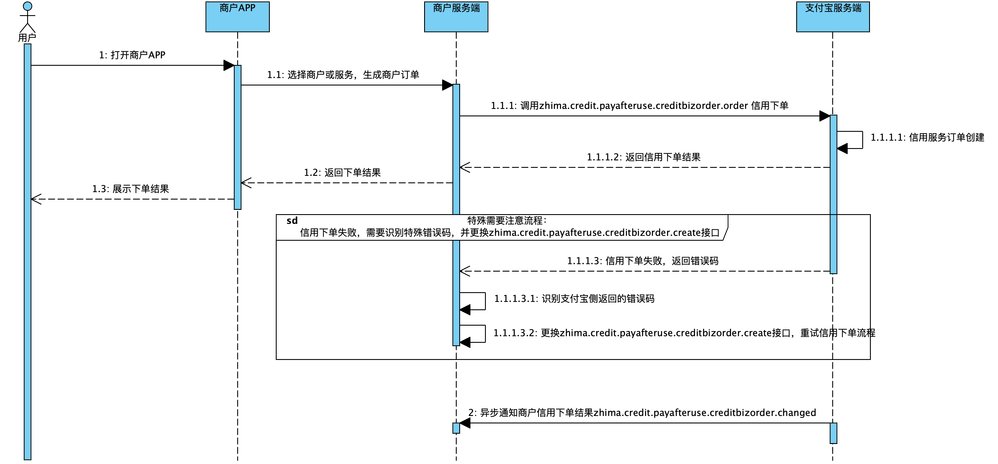 商户APP
商户服务端
支付宝服务端
用户
1: 打开商户APP
1.1: 选择商户或服务，生成商户订单
1.1.1: 调用zhima.credit.payafteruse.creditbizorder.order 信用下单
1.1.1.1: 信用服务订单创建
1.1.1.2: 返回信用下单结果
1.2: 返回下单结果
1.3: 展示下单结果
sd
特殊需要注意流程：
信用下单失败，需要识别特殊错误码，并更换zhima.credit.payafteruse.creditbizorder.create接口
1.1.1.3: 信用下单失败，返回错误码
1.1.1.3.1: 识别支付宝侧返回的错误码
1.1.1.3.2: 更换zhima.credit.payafteruse.creditbizorder.create接口，重试信用下单流程
2: 异步通知商户信用下单结果zhima.credit.payafteruse.creditbizorder.changed